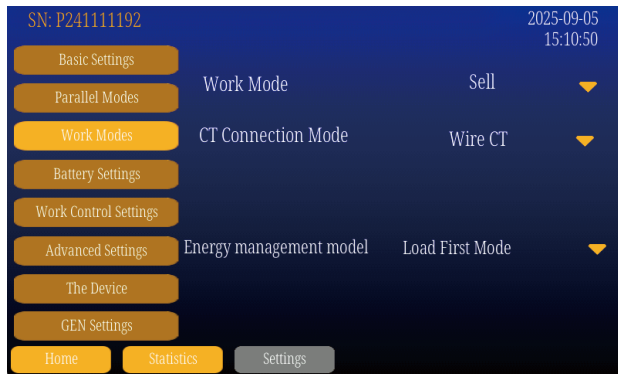 SN: P241111192
2025-09-05
15:10:50
Basic Settings
Parallel Modes
Work Modes
Battery Settings
Work Control Settings
Advanced Settings
The Device
GEN Settings
Work Mode Sell
CT Connection Mode Wire CT
Energy management model Load First Mode
Home Statistics Settings